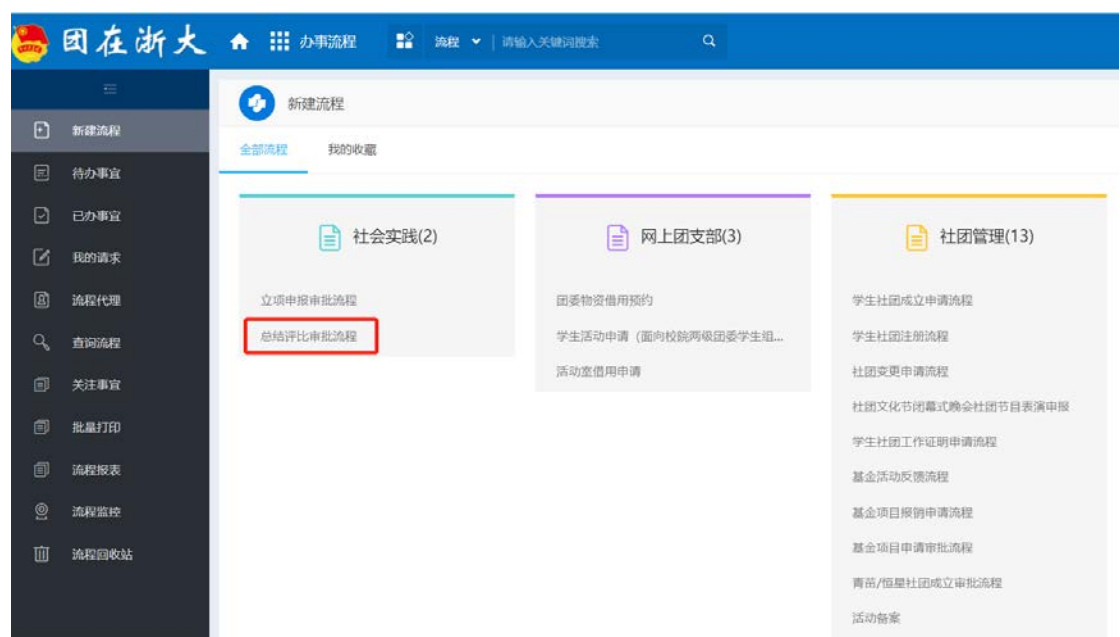 团在浙大 办事流程 流程 请输入关键词搜索
新建流程
待办事宜
已办事宜
我的请求
流程代理
查询流程
关注事宜
批量打印
流程报表
流程监控
流程回收站
新建流程
全部流程 我的收藏
社会实践(2)
立项申报审批流程
总结评比审批流程
网上团支部(3)
团委物资借用预约
学生活动申请（面向校院两级团委学生组...
活动室借用申请
社团管理(13)
学生社团成立申请流程
学生社团注册流程
社团变更申请流程
社团文化节闭幕式晚会社团节目表演申报
学生社团工作证明申请流程
基金活动反馈流程
基金项目报销申请流程
基金项目申请审批流程
青苗/恒星社团成立审批流程
活动备案